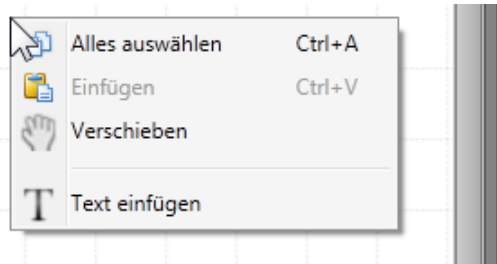 Alles auswählen Ctrl+A
Einfügen Ctrl+V
Verschieben
Text einfügen